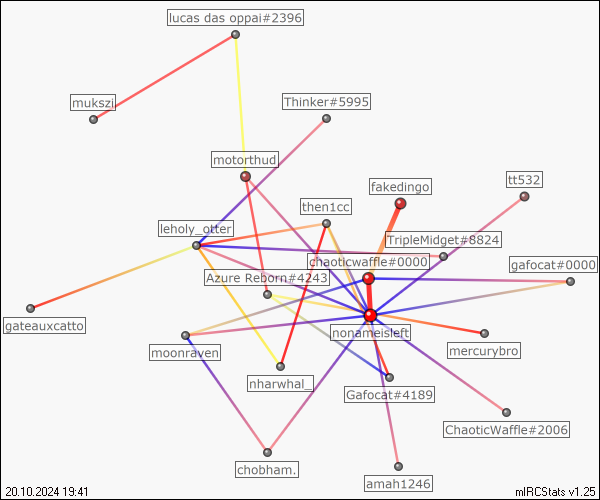 lucas das oppai#2396
mukszi
Thinker#5995
motorthud
fakedingo
tt532
then1cc
leholy_otter
TripleMidget#8824
chaoticwaffle#0000
gafocat#0000
Azure Reborn#4243
gateauxcatto
nonameisleft
moonraven
mercurybro
nharwhal_
Gafocat#4189
ChaoticWaffle#2006
chobham.
amah1246
20.10.2024 19:41
mIRCStats v1.25